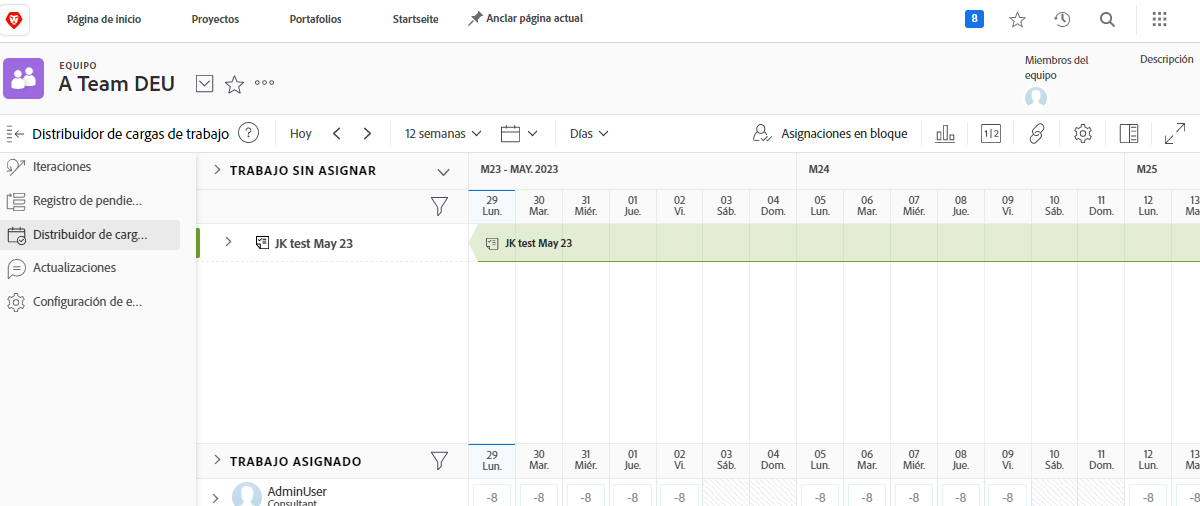 Página de inicio Proyectos Portafolios Startseite Anclar página actual 8
EQUIPO
A Team DEU
Miembros del equipo
Descripción
Distribuidor de cargas de trabajo ? Hoy 12 semanas Días Asignaciones en bloque 1|2
Iteraciones
Registro de pendie...
Distribuidor de carg...
Actualizaciones
Configuración de e...
TRABAJO SIN ASIGNAR M23 - MAY. 2023 M24 M25
29 30 31 01 02 03 04 05 06 07 08 09 10 11 12 13
Lun. Mar. Miér. Jue. Vi. Sáb. Dom. Lun. Mar. Miér. Jue. Vi. Sáb. Dom. Lun. Ma
JK test May 23 JK test May 23
TRABAJO ASIGNADO
29 30 31 01 02 03 04 05 06 07 08 09 10 11 12 13
Lun. Mar. Miér. Jue. Vi. Sáb. Dom. Lun. Mar. Miér. Jue. Vi. Sáb. Dom. Lun. Ma
AdminUser
Consultant
-8 -8 -8 -8 -8 -8 -8 -8 -8 -8 -8 -8